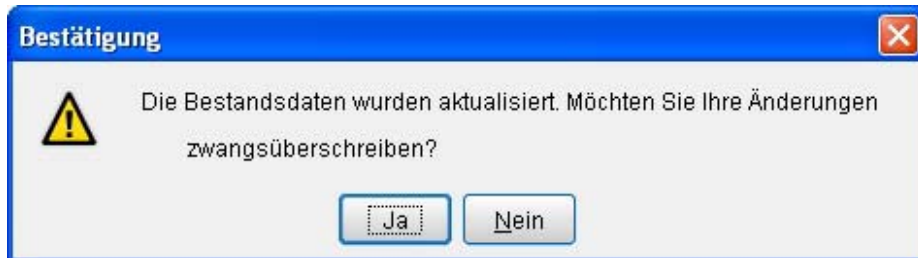 Bestätigung
Die Bestandsdaten wurden aktualisiert. Möchten Sie Ihre Änderungen
zwangsüberschreiben?
Ja
Nein